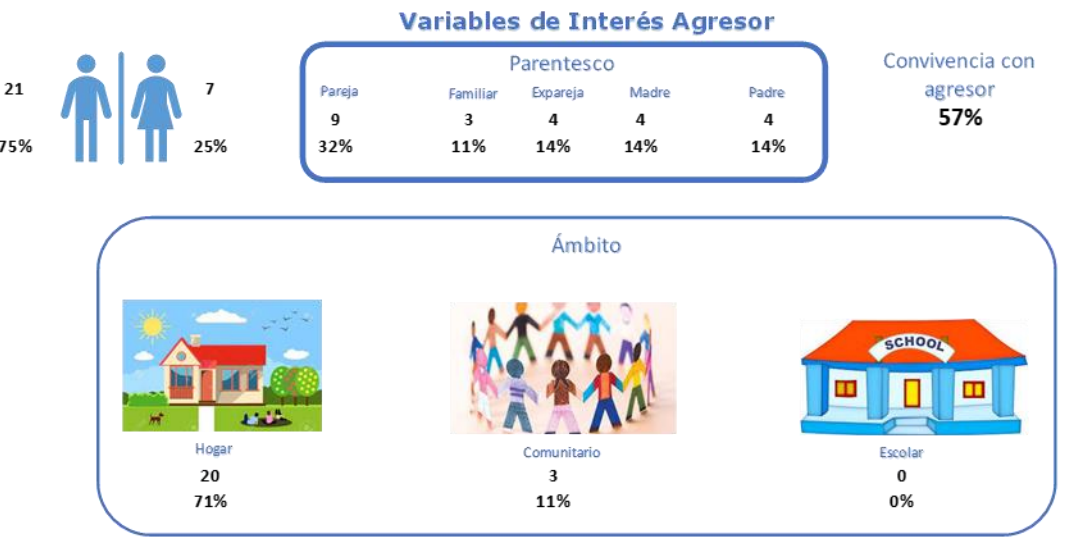 Variables de Interés Agresor
21
75%
7
25%
Parentesco
Pareja Familiar Expareja Madre Padre
9 3 4 4 4
32% 11% 14% 14% 14%
Convivencia con
agresor
57%
Ámbito
SCHOOL
Hogar Comunitario Escolar
20 3 0
71% 11% 0%